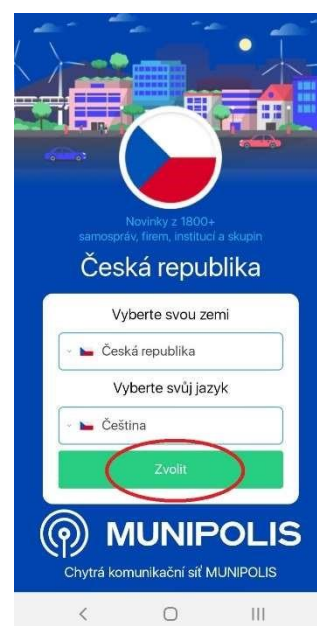 Novinky z 1800+
samospráv, firem, institucí a skupin
Česká republika
Vyberte svou zemi
Česká republika
Vyberte svůj jazyk
Čeština
Zvolit
MUNIPOLIS
Chytrá komunikační síť MUNIPOLIS